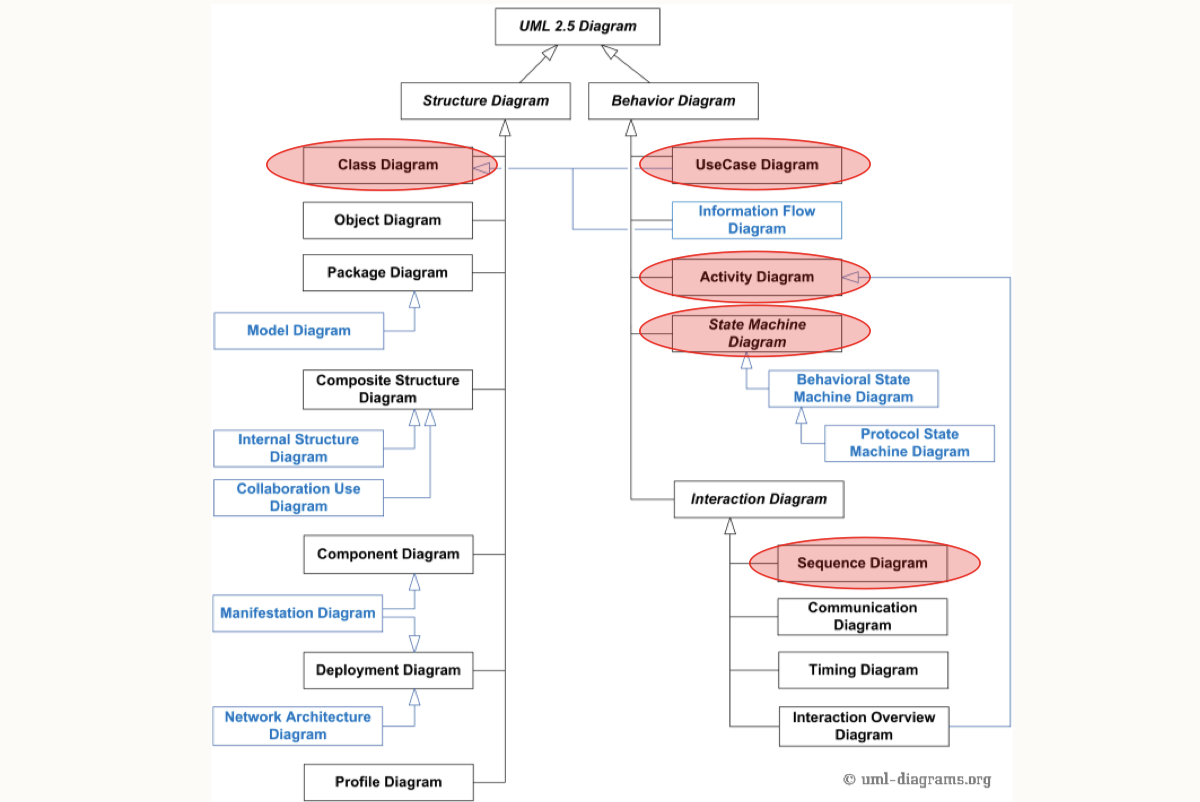 UML 2.5 Diagram
Structure Diagram
Behavior Diagram
Class Diagram
UseCase Diagram
Object Diagram
Information Flow
Diagram
Package Diagram
Activity Diagram
Model Diagram
State Machine
Diagram
Composite Structure
Diagram
Behavioral State
Machine Diagram
Internal Structure
Diagram
Protocol State
Machine Diagram
Collaboration Use
Diagram
Interaction Diagram
Component Diagram
Sequence Diagram
Manifestation Diagram
Communication
Diagram
Deployment Diagram
Timing Diagram
Network Architecture
Diagram
Interaction Overview
Diagram
Profile Diagram
© uml-diagrams.org